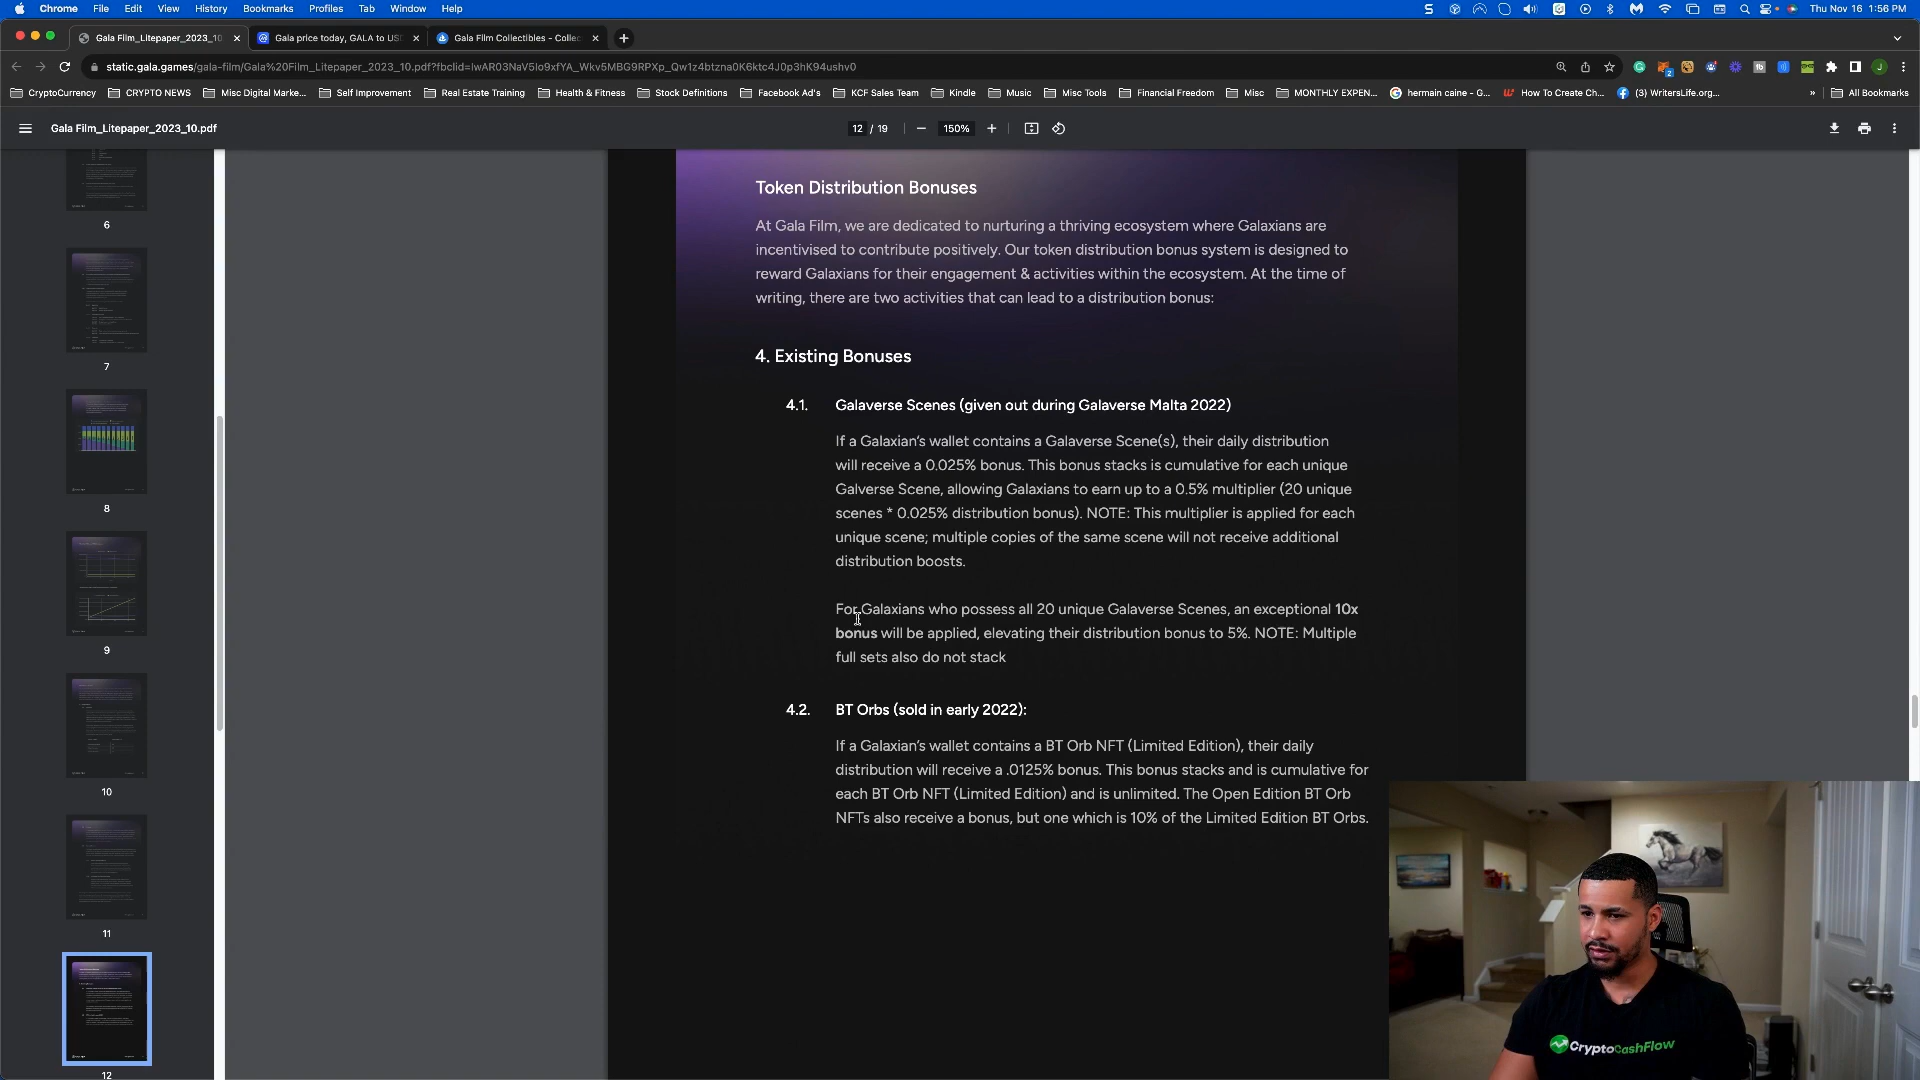 Chrome File Edit View History Bookmarks Profiles Tab Window Help
Thu Nov 16 1:56 PM
Gala Film_Litepaper_2023_10
Gala price today, GALA to US
Gala Film Collectibles - Collec
static.gala.games/gala-film/Gala%20Film_Litepaper_2023_10.pdf?fbclid=IwAR03NaV5Io9xfYA_Wkv5MBG9RPXp_Qw1z4btzna0K6ktc4J0p3hK94ushv0
CryptoCurrency CRYPTO NEWS Misc Digital Marke... Self Improvement Real Estate Training Health & Fitness Stock Definitions Facebook Ad's KCF Sales Team Kindle Music Misc Tools Financial Freedom Misc MONTHLY EXPEN... hermain caine - G... How To Create Ch... (3) WritersLife.org... » All Bookmarks
Gala Film_Litepaper_2023_10.pdf
12 / 19
150%
6
7
8
9
10
11
12
Token Distribution Bonuses
At Gala Film, we are dedicated to nurturing a thriving ecosystem where Galaxians are
incentivised to contribute positively. Our token distribution bonus system is designed to
reward Galaxians for their engagement & activities within the ecosystem. At the time of
writing, there are two activities that can lead to a distribution bonus:
4. Existing Bonuses
4.1. Galaverse Scenes (given out during Galaverse Malta 2022)
If a Galaxian's wallet contains a Galaverse Scene(s), their daily distribution
will receive a 0.025% bonus. This bonus stacks is cumulative for each unique
Galverse Scene, allowing Galaxians to earn up to a 0.5% multiplier (20 unique
scenes * 0.025% distribution bonus). NOTE: This multiplier is applied for each
unique scene; multiple copies of the same scene will not receive additional
distribution boosts.
For Galaxians who possess all 20 unique Galaverse Scenes, an exceptional 10x
bonus will be applied, elevating their distribution bonus to 5%. NOTE: Multiple
full sets also do not stack
4.2. BT Orbs (sold in early 2022):
If a Galaxian's wallet contains a BT Orb NFT (Limited Edition), their daily
distribution will receive a .0125% bonus. This bonus stacks and is cumulative for
each BT Orb NFT (Limited Edition) and is unlimited. The Open Edition BT Orb
NFTs also receive a bonus, but one which is 10% of the Limited Edition BT Orbs.
CryptoCashFlow